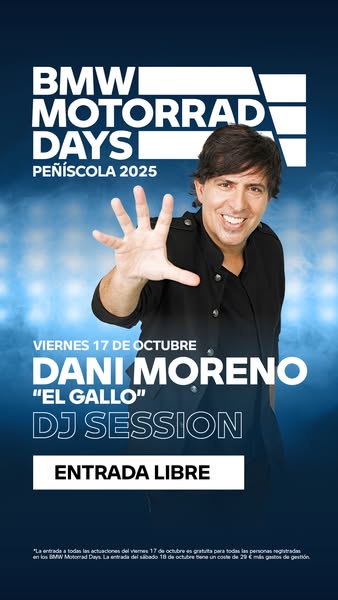 BMW
MOTORRAD
DAYS
PEÑÍSCOLA 2025
VIERNES 17 DE OCTUBRE
DANI MORENO
“EL GALLO”
DJ SESSION
ENTRADA LIBRE
*La entrada a todas las actuaciones del viernes 17 de octubre es gratuita para todas las personas registradas
en los BMW Motorrad Days. La entrada del sábado 18 de octubre tiene un coste de 29 € más gastos de gestión.